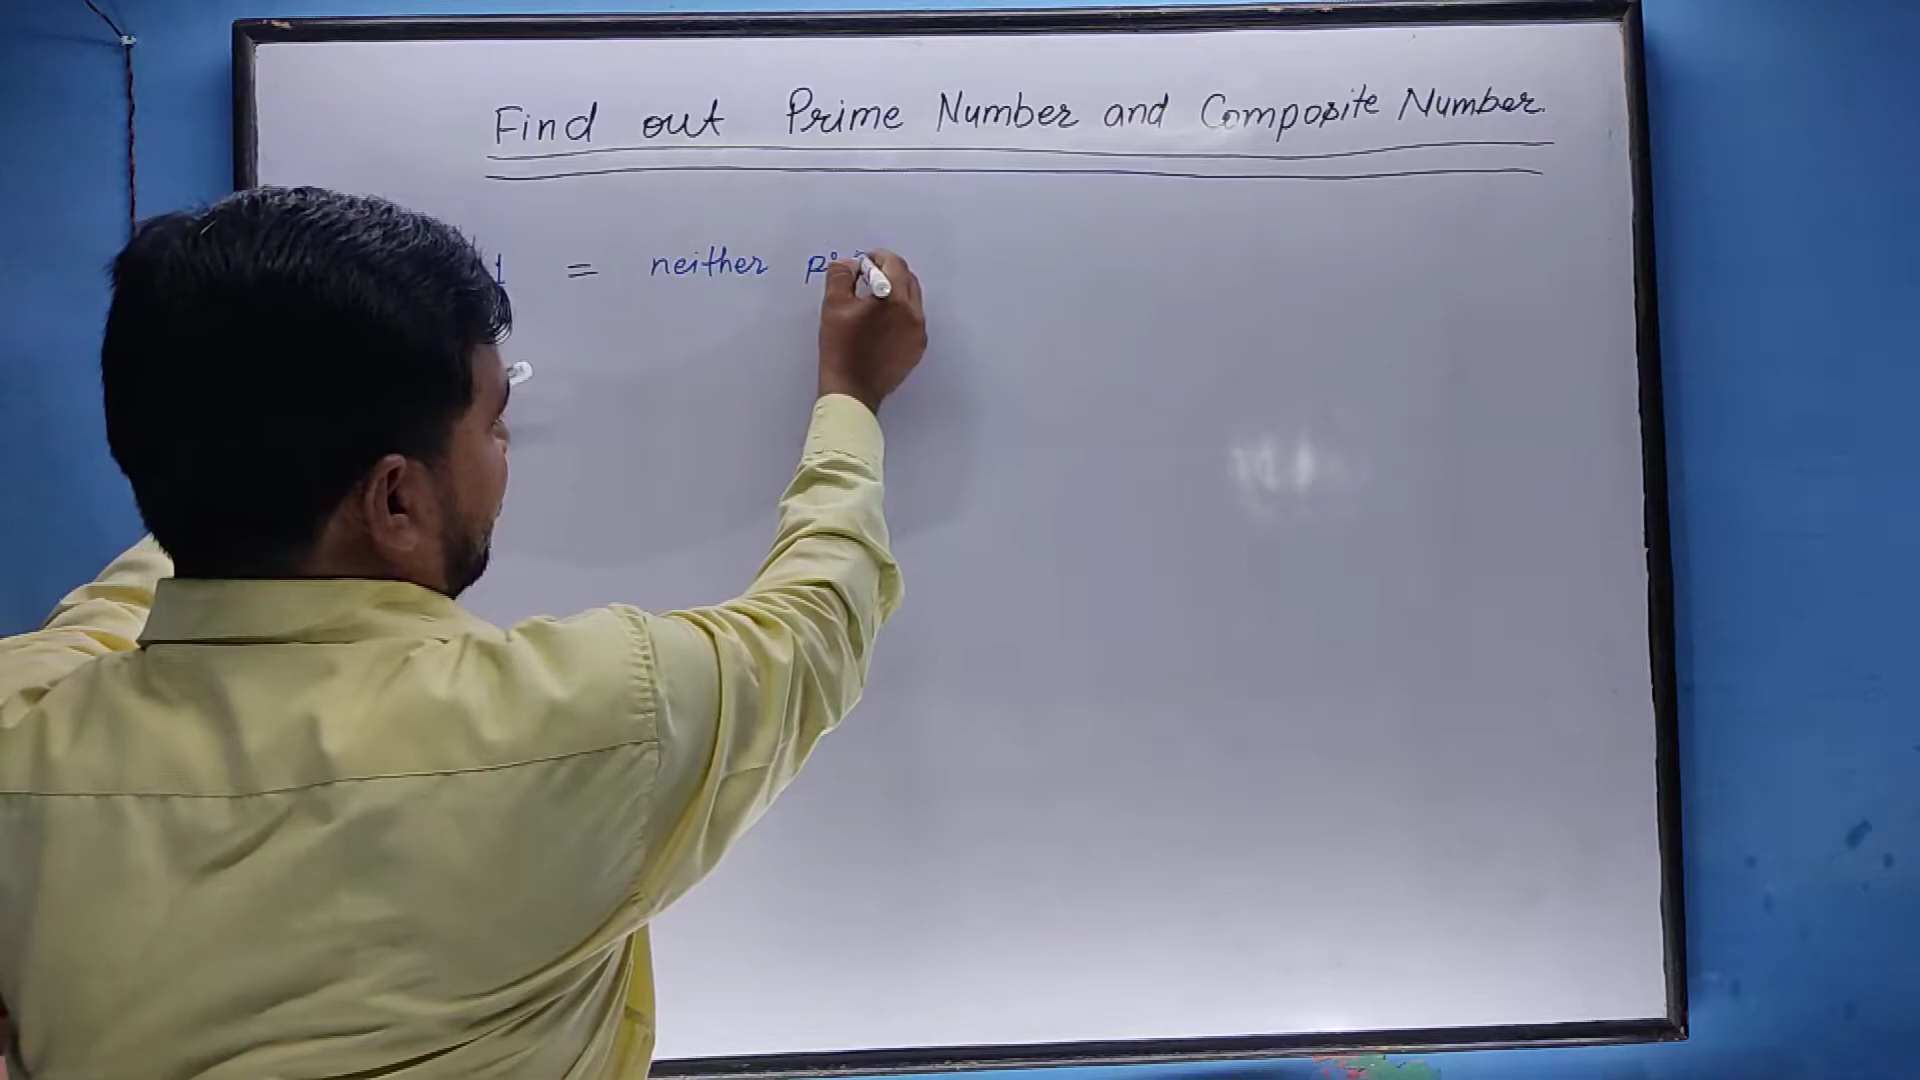 Find out Prime Number and Composite Number.
1 = neither